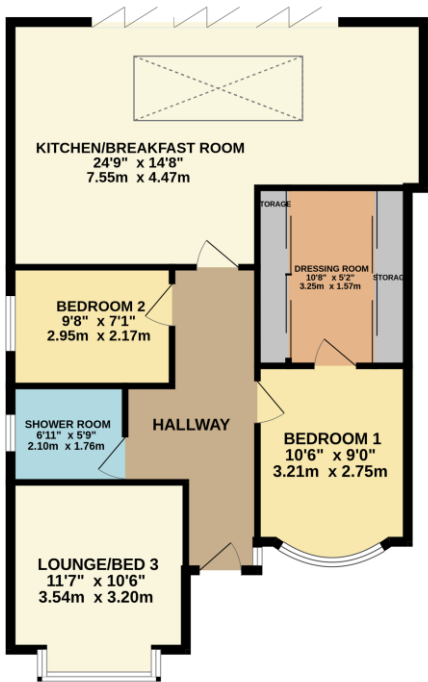 KITCHEN/BREAKFAST ROOM
24'9" x 14'8"
7.55m x 4.47m
TORAGE
DRESSING ROOM
10'8" x 5'2"
3.25m x 1.57m
STORAG
BEDROOM 2
9'8" x 7'1"
2.95m x 2.17m
SHOWER ROOM
6'11" x 5'9"
2.10m x 1.76m
HALLWAY
BEDROOM 1
10'6" x 9'0"
3.21m x 2.75m
LOUNGE/BED 3
11'7" x 10'6"
3.54m x 3.20m